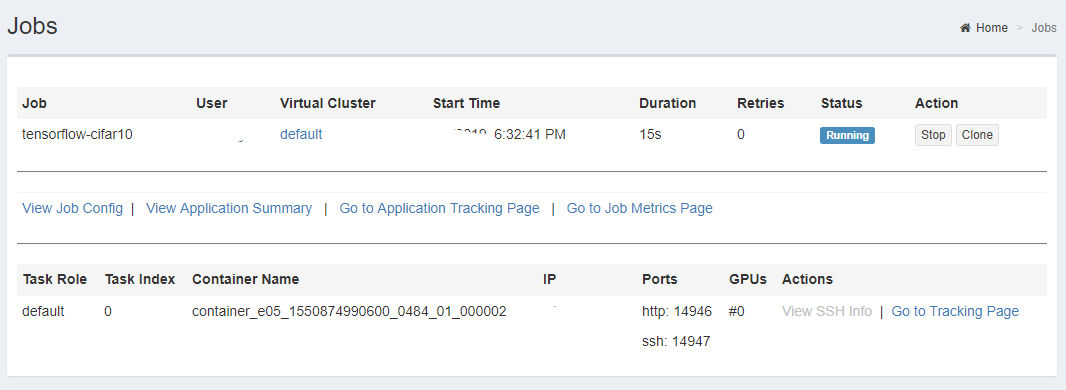 Jobs
Home > Jobs
Job User Virtual Cluster Start Time Duration Retries Status Action
tensorflow-cifar10 default 6:32:41 PM 15s 0 Running Stop Clone
View Job Config | View Application Summary | Go to Application Tracking Page | Go to Job Metrics Page
Task Role Task Index Container Name IP Ports GPUs Actions
default 0 container_e05_1550874990600_0484_01_000002 http: 14946 #0 View SSH Info | Go to Tracking Page
ssh: 14947